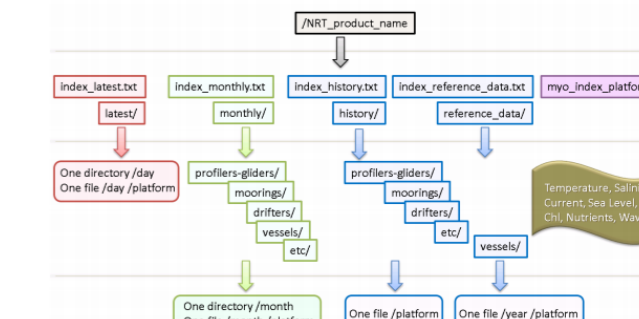 /NRT_product_name
index_latest.txt
index_monthly.txt
index_history.txt
index_reference_data.txt
latest/
monthly/
history/
reference_data/
One directory /day
One file /day /platform
profilers-gliders/
moorings/
drifters/
vessels/
etc/
profilers-gliders/
moorings/
drifters/
etc/
vessels/
Temperature,
Current, Sea Level,
Chl, Nutrients,
One directory /month
One file /platform
One file /year /platform